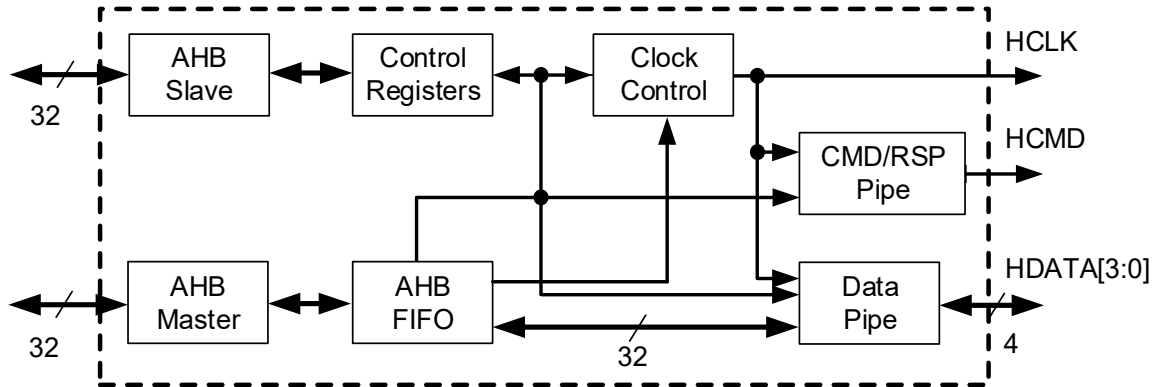 AHB
Slave
Control
Registers
Clock
Control
HCLK
32
CMD/RSP
Pipe
HCMD
AHB
Master
AHB
FIFO
Data
Pipe
HDATA[3:0]
32
32
4